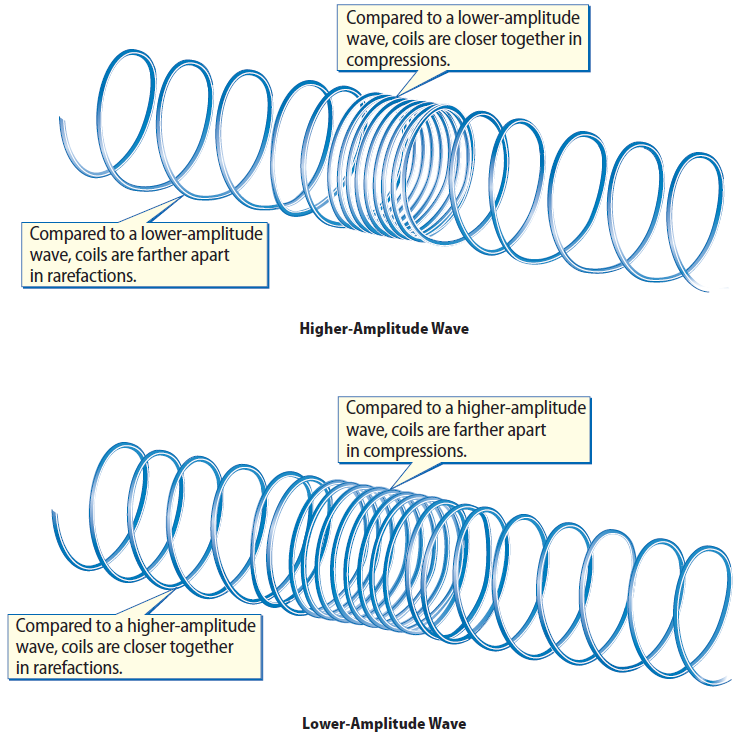 Compared to a lower-amplitude
wave, coils are closer together in
compressions.
Compared to a lower-amplitude
wave, coils are farther apart
in rarefactions.
Higher-Amplitude Wave
Compared to a higher-amplitude
wave, coils are farther apart
in compressions.
Compared to a higher-amplitude
wave, coils are closer together
in rarefactions.
Lower-Amplitude Wave